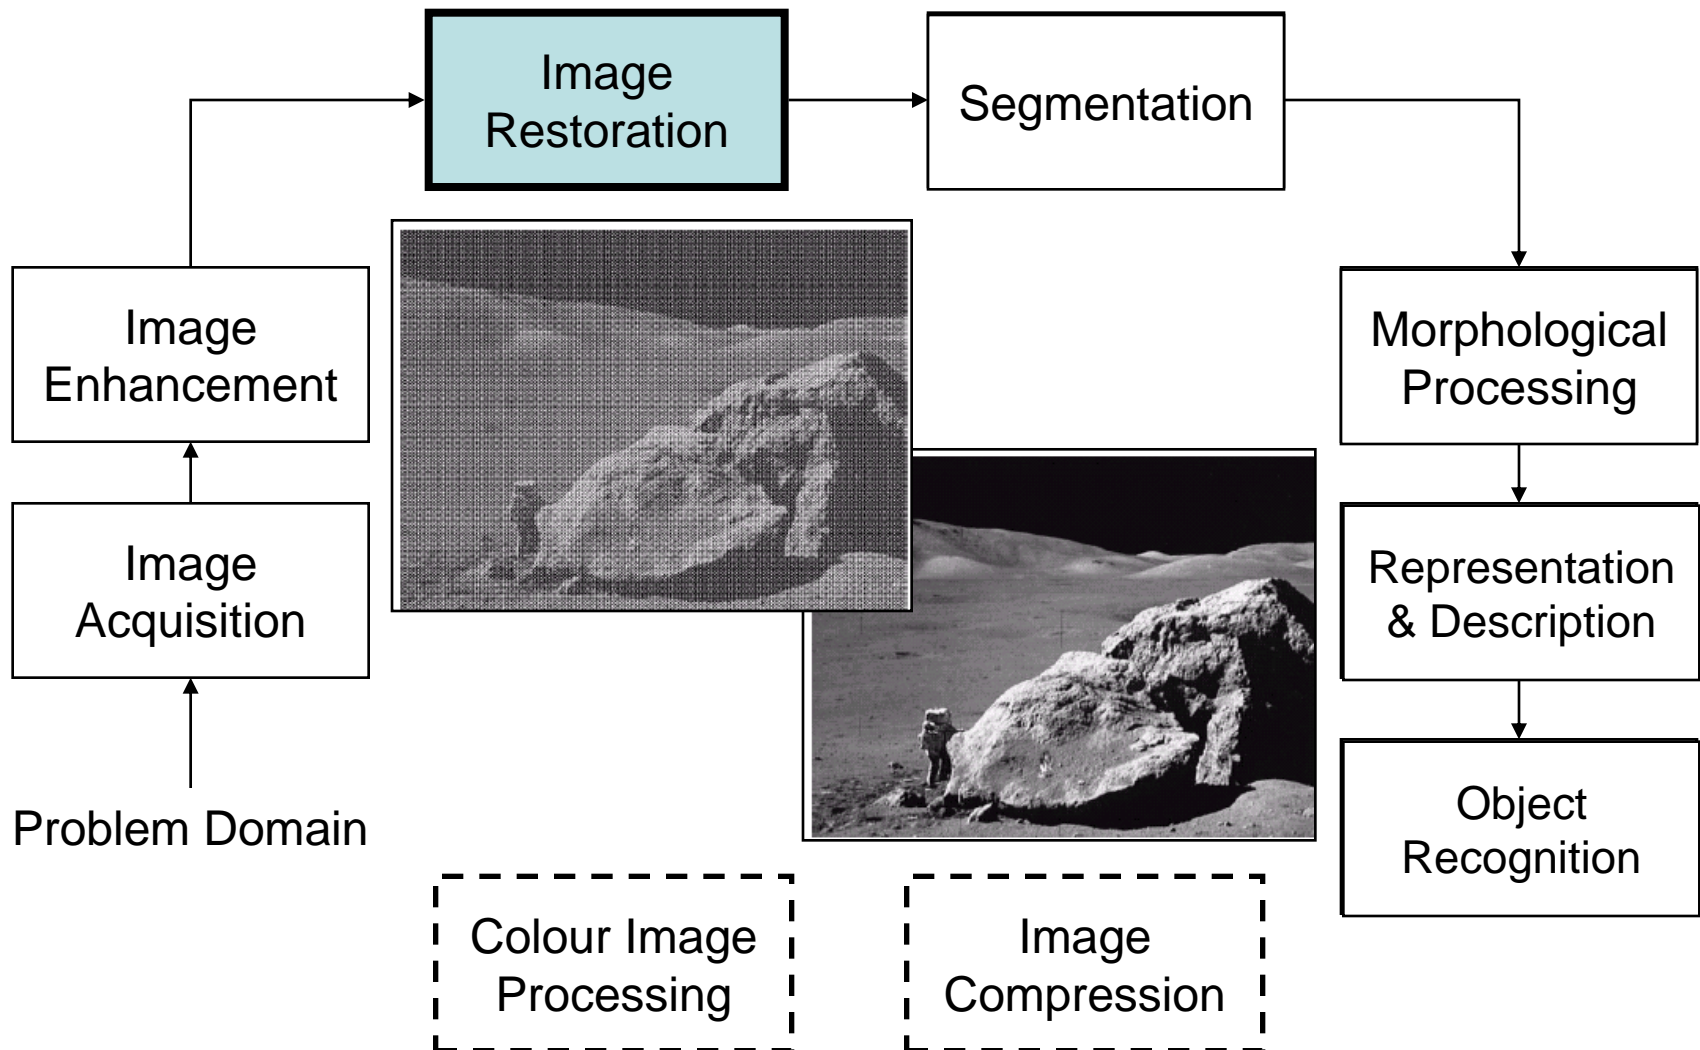 Image
Restoration
Segmentation
Image
Enhancement
Morphological
Processing
Image
Acquisition
Representation
& Description
Problem Domain
Object
Recognition
Colour Image
Processing
Image
Compression